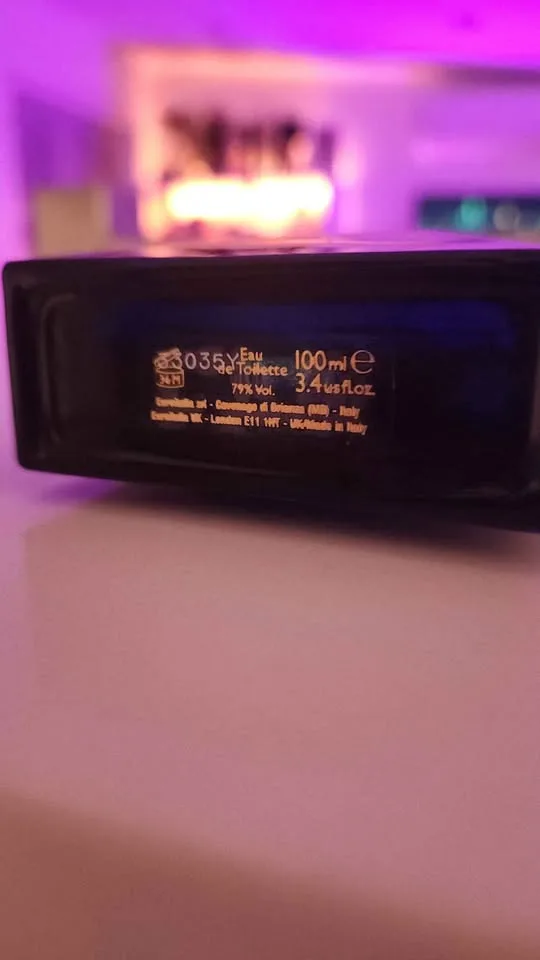 33035Y Eau de Toilette
100 ml e
36M
79% Vol.
3.4 us fl.oz.
Euroitalia srl - Cavenago di Brianza (MB) - Italy
Euroitalia UK - London E11 1HT - UK/Made in Italy